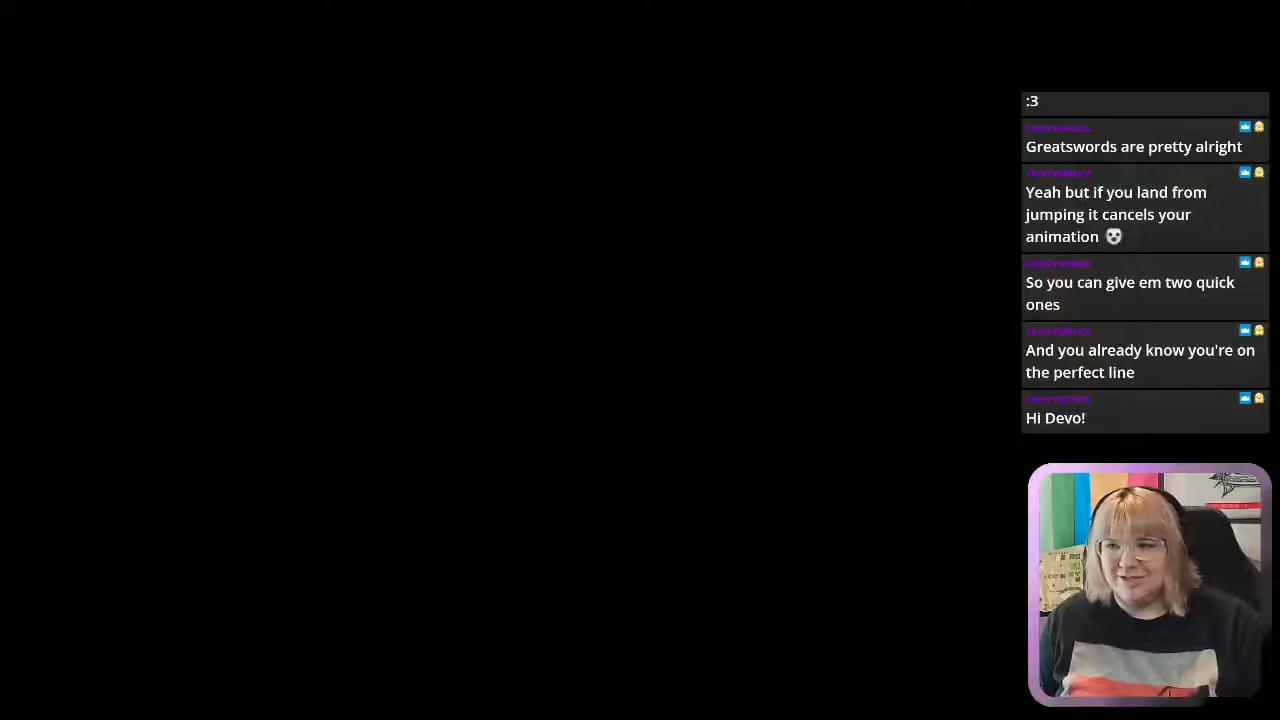 :3
Greatswords are pretty alright
Yeah but if you land from
jumping it cancels your
animation
So you can give em two quick
ones
And you already know you're on
the perfect line
Hi Devo!